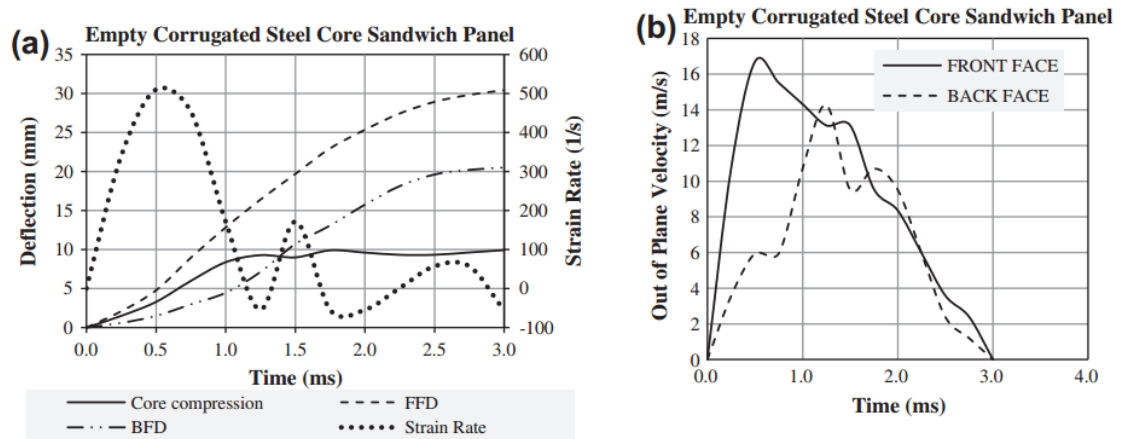 (a) Empty Corrugated Steel Core Sandwich Panel
35
30
25
20
15
10
5
0
Deflection (mm)
600
500
400
300
200
100
0
-100
Strain Rate (1/s)
0.0 0.5 1.0 1.5 2.0 2.5 3.0
Time (ms)
Core compression
FFD
BFD
Strain Rate
(b) Empty Corrugated Steel Core Sandwich Panel
18
16
14
12
10
8
6
4
2
0
Out of Plane Velocity (m/s)
FRONT FACE
BACK FACE
0.0 1.0 2.0 3.0 4.0
Time (ms)